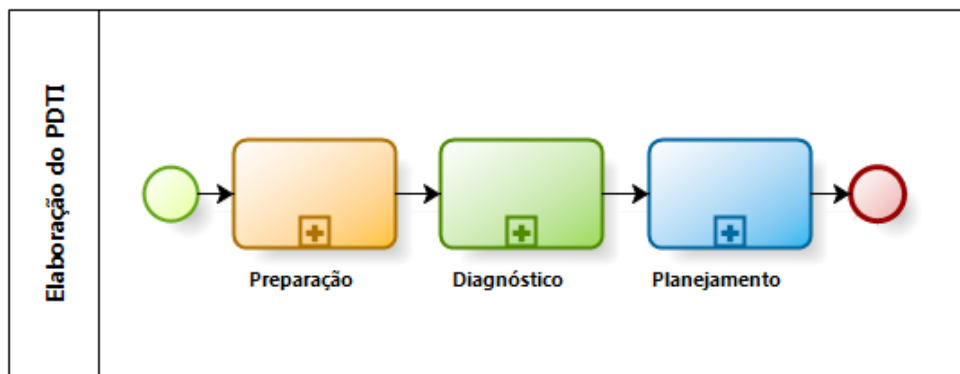 Elaboração do PDTI
Preparação
Diagnóstico
Planejamento